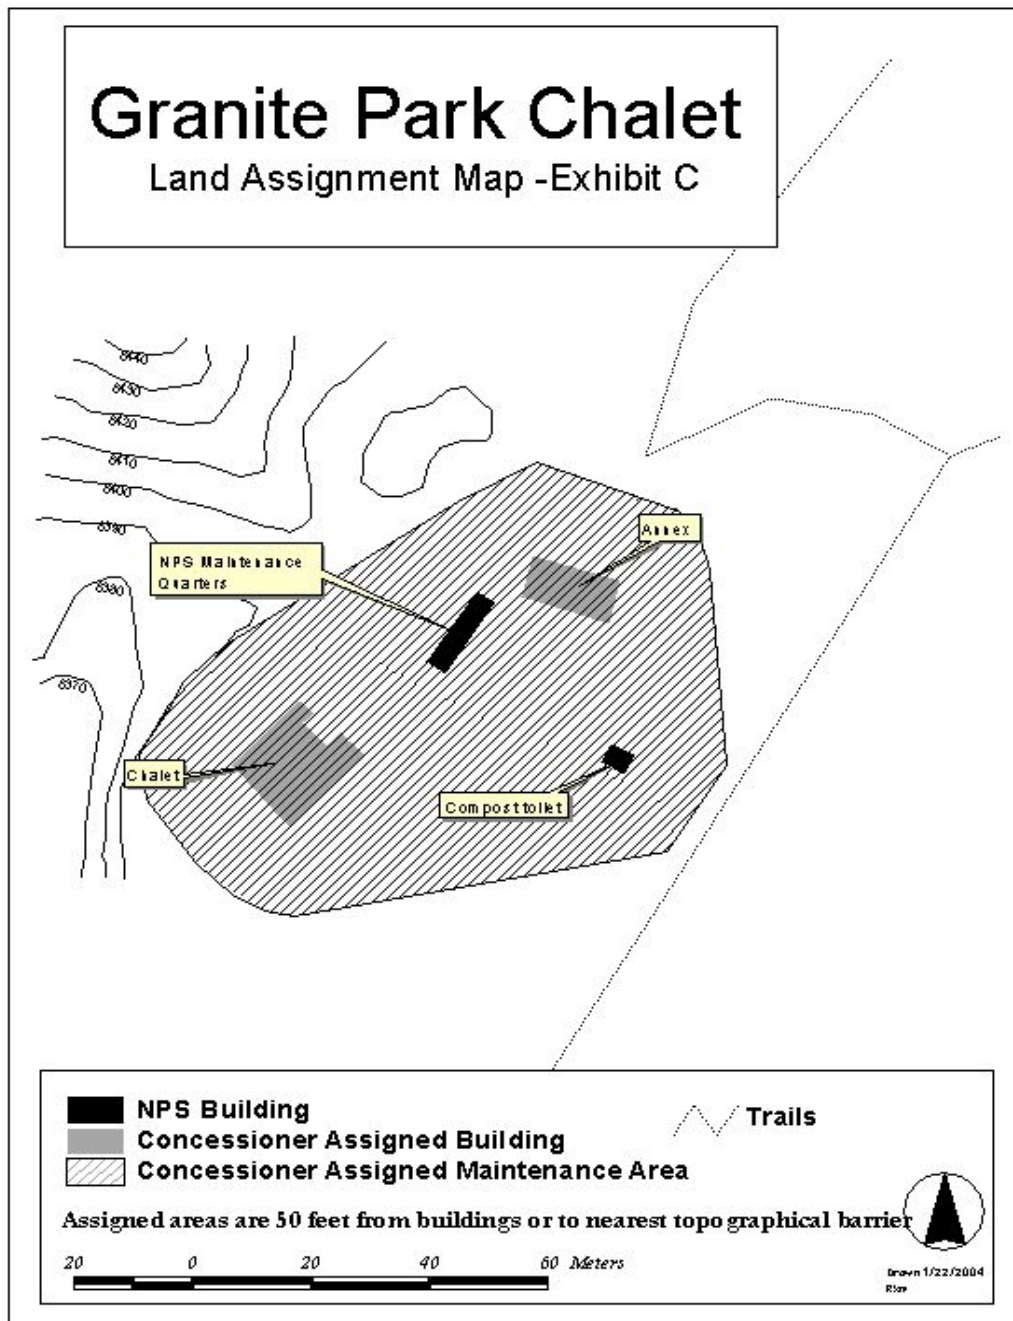 Granite Park Chalet
Land Assignment Map -Exhibit C
8440
8430
8420
8410
8400
8390
8380
8370
Annex
NPS Maintenance
Quarters
Chalet
Compost toilet
NPS Building
Trails
Concessioner Assigned Building
Concessioner Assigned Maintenance Area
Assigned areas are 50 feet from buildings or to nearest topographical barrier
20 0 20 40 60 Meters
Drawn 1/22/2004